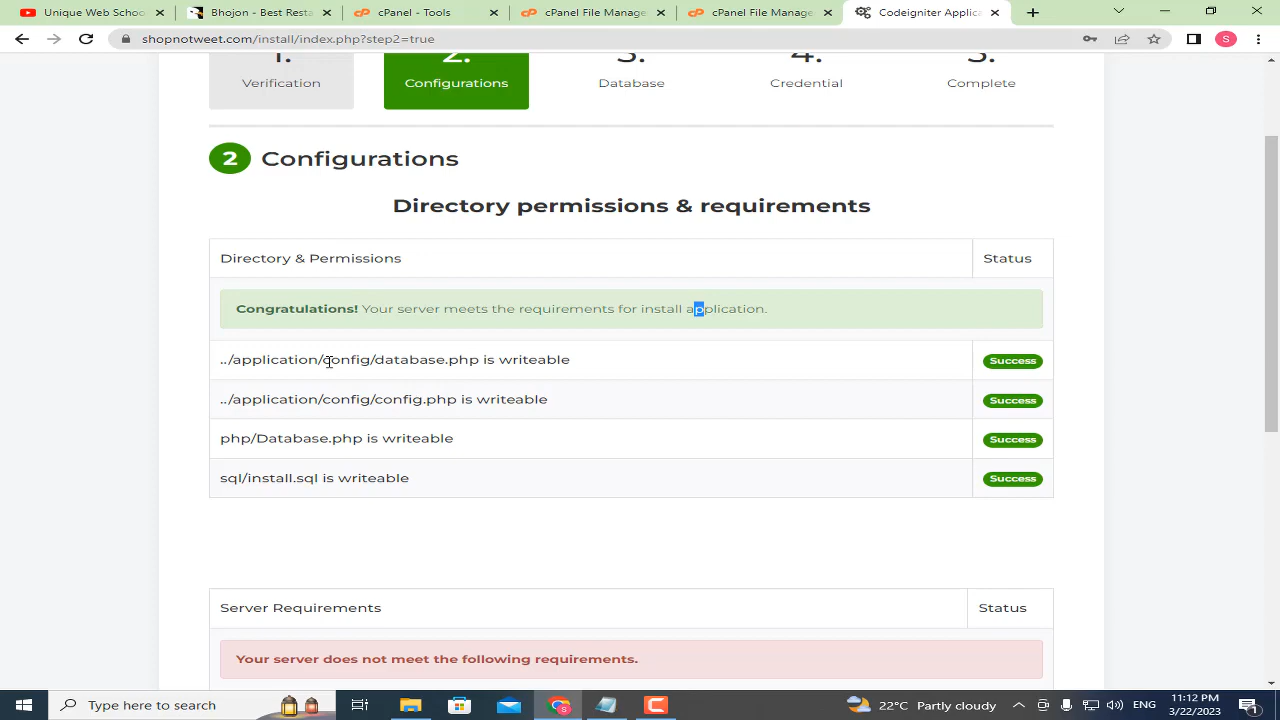 Unique Web Schoo
Bhojon - Best Resta
cPanel - Tools
cPanel File Manage
cPanel File Manage
Codeigniter Applica
shopnotweet.com/install/index.php?step2=true
S
1.
2.
3.
4.
5.
Verification
Configurations
Database
Credential
Complete
2 Configurations
Directory permissions & requirements
Directory & Permissions
Status
Congratulations! Your server meets the requirements for install application.
../application/config/database.php is writeable
Success
../application/config/config.php is writeable
Success
php/Database.php is writeable
Success
sql/install.sql is writeable
Success
Server Requirements
Status
Your server does not meet the following requirements.
Type here to search
22°C Partly cloudy
ENG
11:12 PM
3/22/2023
1